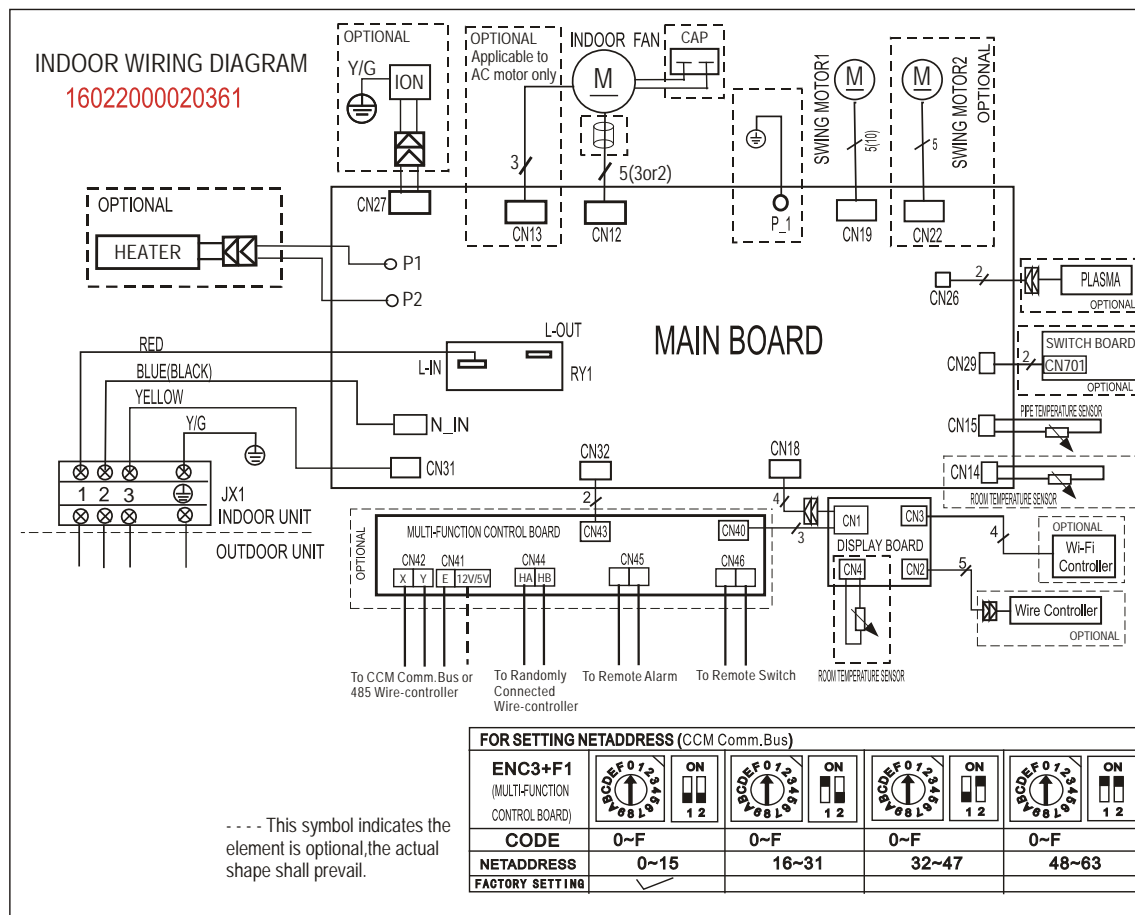 INDOOR WIRING DIAGRAM
16022000020361
OPTIONAL
Y/G
ION
CN27
OPTIONAL
Applicable to
AC motor only
3
CN13
INDOOR FAN
M
CAP
5(3or2)
CN12
P_1
SWING MOTOR1
M
5(10)
CN19
SWING MOTOR2
OPTIONAL
M
5
CN22
OPTIONAL
HEATER
P1
P2
MAIN BOARD
L-OUT
L-IN
RY1
N_IN
CN31
RED
BLUE(BLACK)
YELLOW
Y/G
1 2 3
JX1
INDOOR UNIT
OUTDOOR UNIT
CN26
2
PLASMA
OPTIONAL
CN29
2
SWITCH BOARD
CN701
OPTIONAL
CN15
PIPE TEMPERATURE SENSOR
CN14
ROOM TEMPERATURE SENSOR
CN32
2
CN18
4
OPTIONAL
MULTI-FUNCTION CONTROL BOARD
CN43
CN40
3
CN42
X Y
CN41
E 12V/5V
CN44
HA HB
CN45
CN46
To CCM Comm.Bus or
485 Wire-controller
To Randomly
Connected
Wire-controller
To Remote Alarm
To Remote Switch
CN1
CN3
DISPLAY BOARD
CN4
CN2
ROOM TEMPERATURE SENSOR
4
OPTIONAL
Wi-Fi
Controller
5
Wire Controller
OPTIONAL
FOR SETTING NETADDRESS (CCM Comm.Bus)
ENC3+F1
(MULTI-FUNCTION
CONTROL BOARD)
0123456789ABCDEF
ON
1 2
0123456789ABCDEF
ON
1 2
0123456789ABCDEF
ON
1 2
0123456789ABCDEF
ON
1 2
CODE 0~F 0~F 0~F 0~F
NETADDRESS 0~15 16~31 32~47 48~63
FACTORY SETTING
- - - - This symbol indicates the
element is optional,the actual
shape shall prevail.